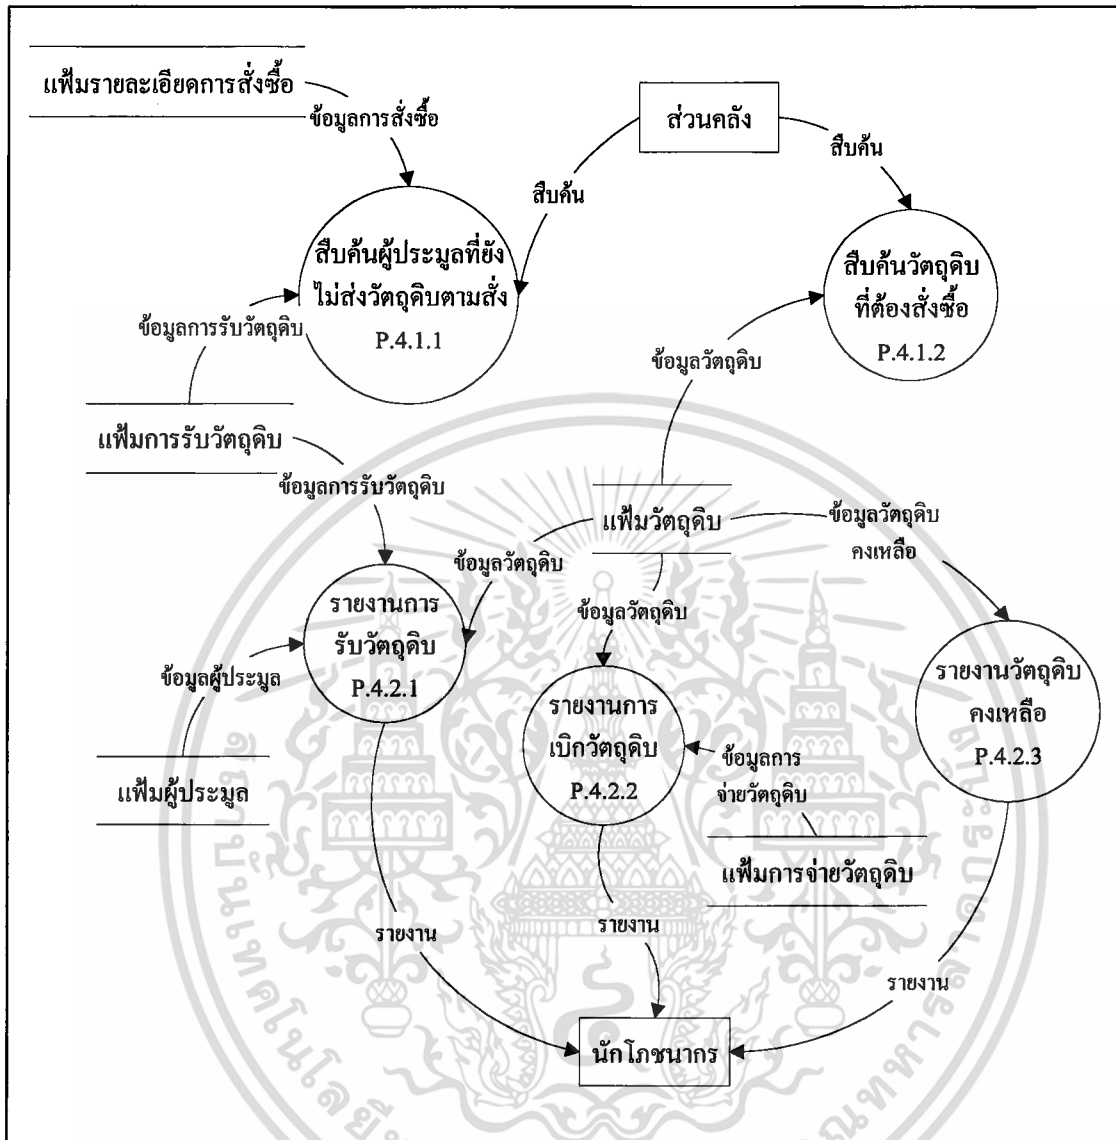 แฟ้มรายละเอียดการสั่งซื้อ
ข้อมูลการสั่งซื้อ
ส่วนคลัง
สืบค้น
สืบค้น
สืบค้นผู้ประมูลที่ยัง
ไม่ส่งวัตถุดิบตามสั่ง
P.4.1.1
สืบค้นวัตถุดิบ
ที่ต้องสั่งซื้อ
P.4.1.2
ข้อมูลการรับวัตถุดิบ
ข้อมูลวัตถุดิบ
แฟ้มการรับวัตถุดิบ
ข้อมูลการรับวัตถุดิบ
แฟ้มวัตถุดิบ
ข้อมูลวัตถุดิบ
คงเหลือ
ข้อมูลวัตถุดิบ
ข้อมูลวัตถุดิบ
รายงานการ
รับวัตถุดิบ
P.4.2.1
ข้อมูลผู้ประมูล
รายงานการ
เบิกวัตถุดิบ
P.4.2.2
รายงานวัตถุดิบ
คงเหลือ
P.4.2.3
ข้อมูลการ
จ่ายวัตถุดิบ
แฟ้มผู้ประมูล
แฟ้มการจ่ายวัตถุดิบ
รายงาน
รายงาน
รายงาน
นักโภชนากร